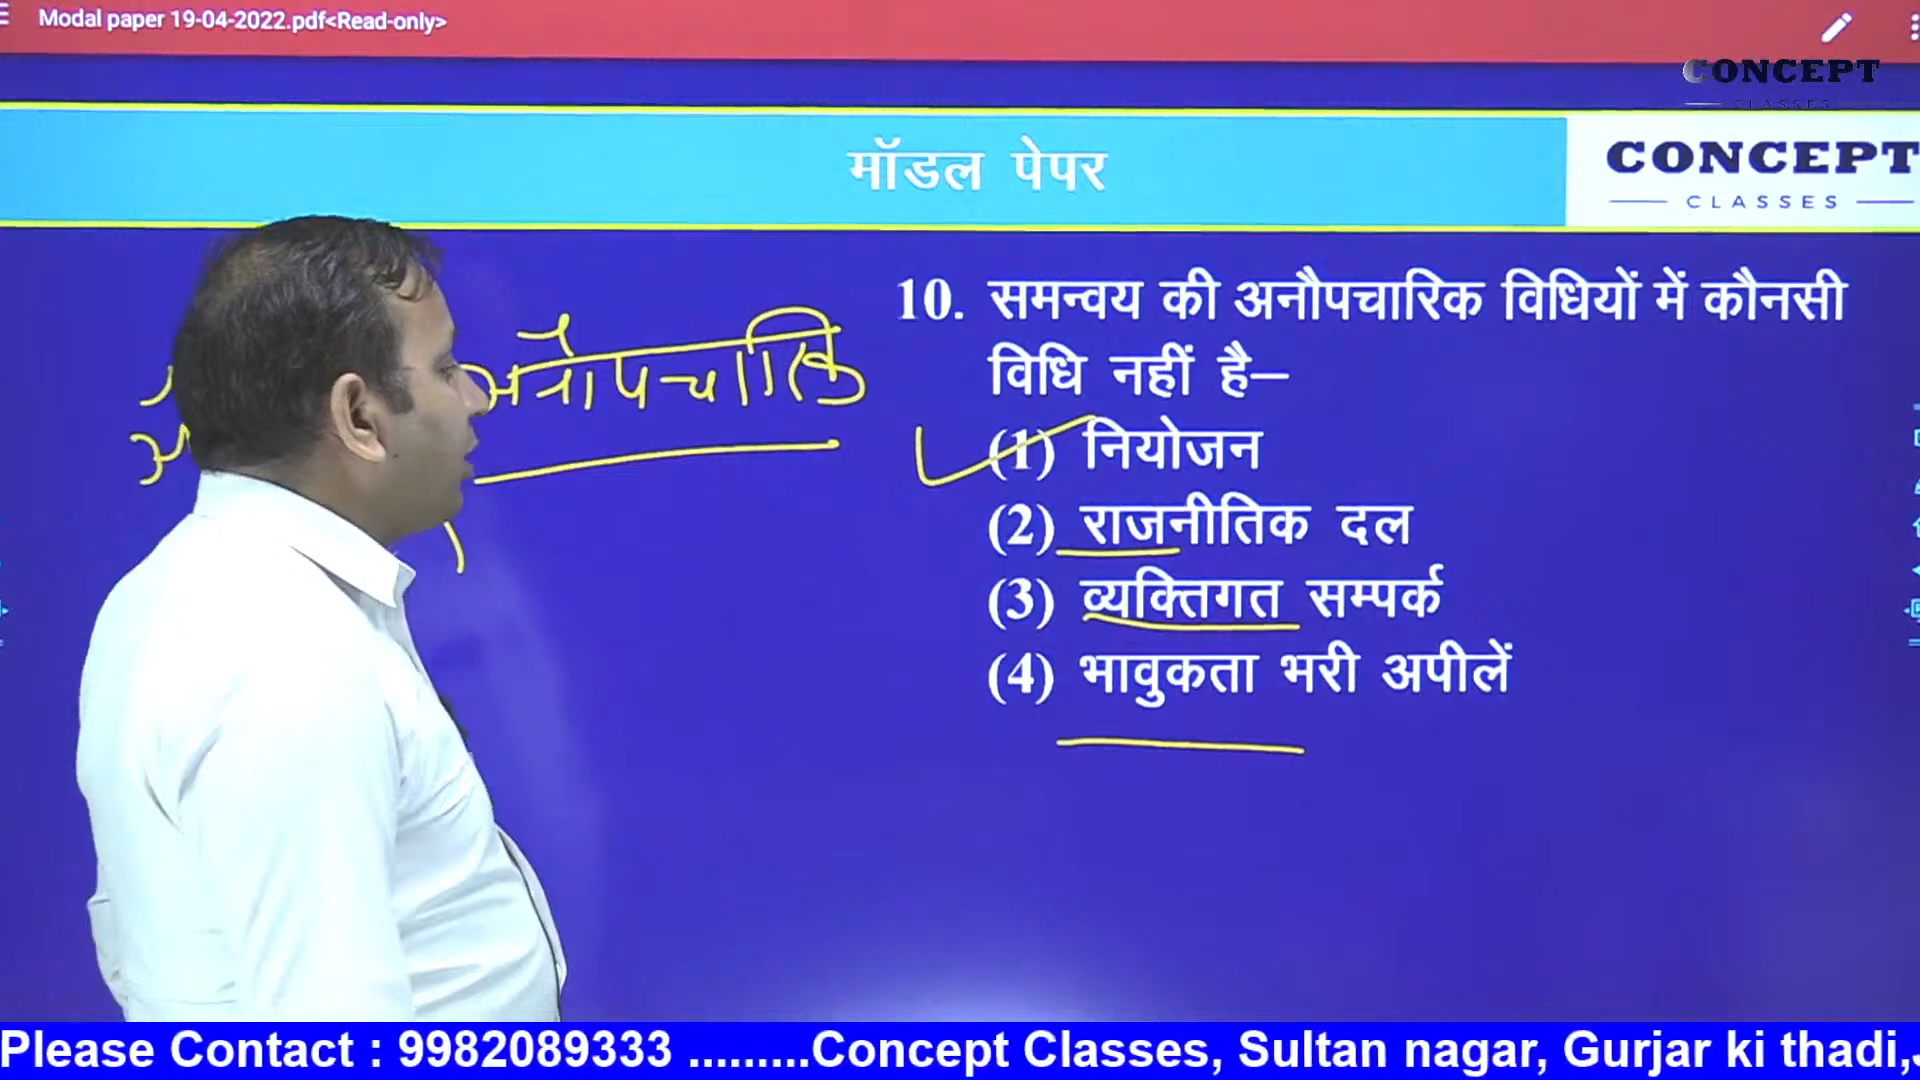 Modal paper 19-04-2022.pdf<Read-only>
CONCEPT
CLASSES
मॉडल पेपर
CONCEPT
CLASSES
अनौपचारिक
10. समन्वय की अनौपचारिक विधियों में कौनसी
विधि नहीं है–
(1) नियोजन
(2) राजनीतिक दल
(3) व्यक्तिगत सम्पर्क
(4) भावुकता भरी अपीलें
Please Contact : 9982089333 .........Concept Classes, Sultan nagar, Gurjar ki thadi,